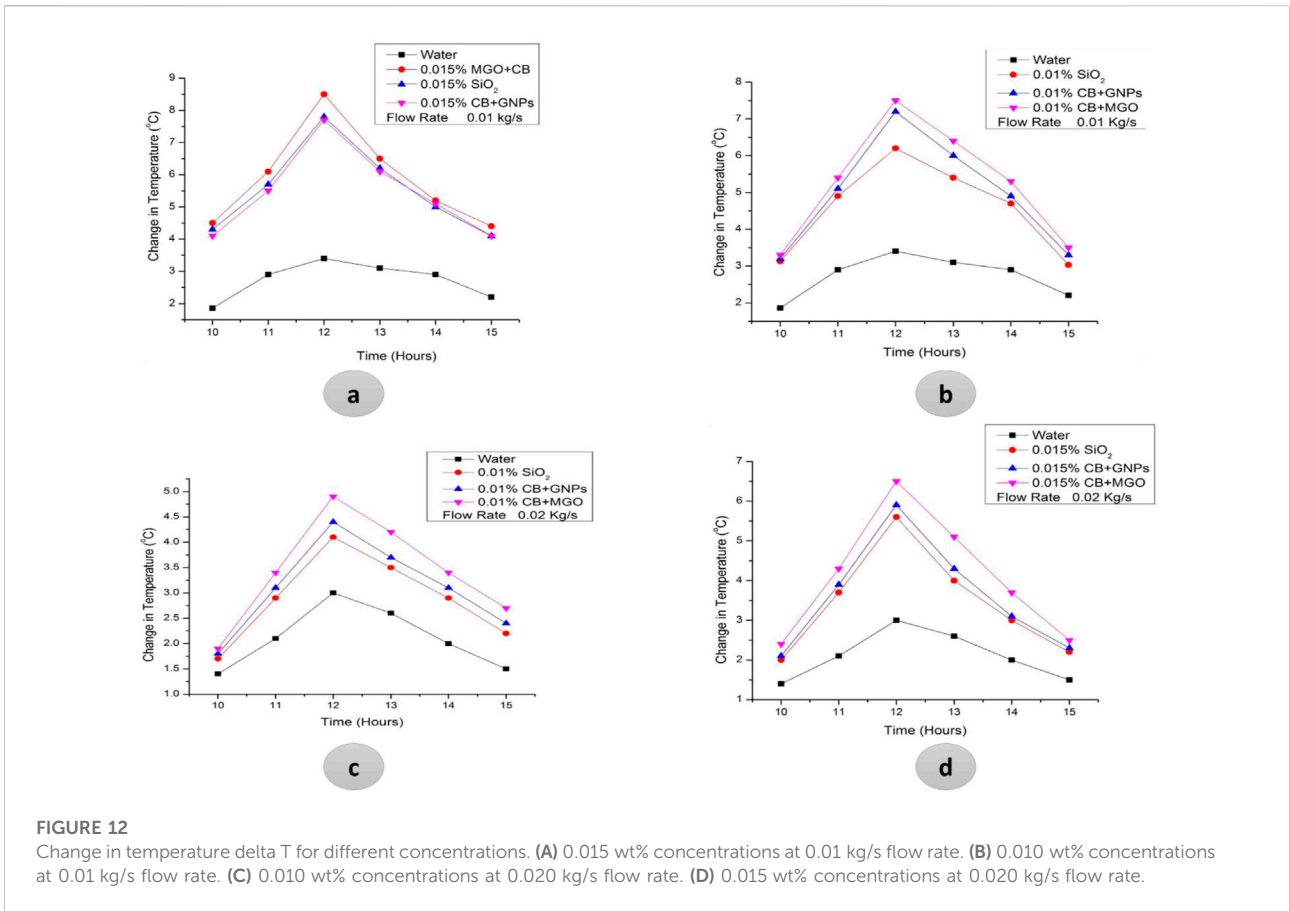 Water
0.015% MGO+CB
0.015% SiO₂
0.015% CB+GNPs
Flow Rate 0.01 kg/s
Change in Temperature (⁰C)
9
8
7
6
5
4
3
2
10 11 12 13 14 15
Time (Hours)
a
Water
0.01% SiO₂
0.01% CB+GNPs
0.01% CB+MGO
Flow Rate 0.01 Kg/s
Change in Temperature (⁰C)
8
7
6
5
4
3
2
10 11 12 13 14 15
Time (Hours)
b
Water
0.01% SiO₂
0.01% CB+GNPs
0.01% CB+MGO
Flow Rate 0.02 Kg/s
Change in Temperature (⁰C)
5.0
4.5
4.0
3.5
3.0
2.5
2.0
1.5
1.0
10 11 12 13 14 15
Time (Hours)
c
Water
0.015% SiO₂
0.015% CB+GNPs
0.015% CB+MGO
Flow Rate 0.02 Kg/s
Change in Temperature (⁰C)
7
6
5
4
3
2
1
10 11 12 13 14 15
Time (Hours)
d
FIGURE 12
Change in temperature delta T for different concentrations. (A) 0.015 wt% concentrations at 0.01 kg/s flow rate. (B) 0.010 wt% concentrations
at 0.01 kg/s flow rate. (C) 0.010 wt% concentrations at 0.020 kg/s flow rate. (D) 0.015 wt% concentrations at 0.020 kg/s flow rate.